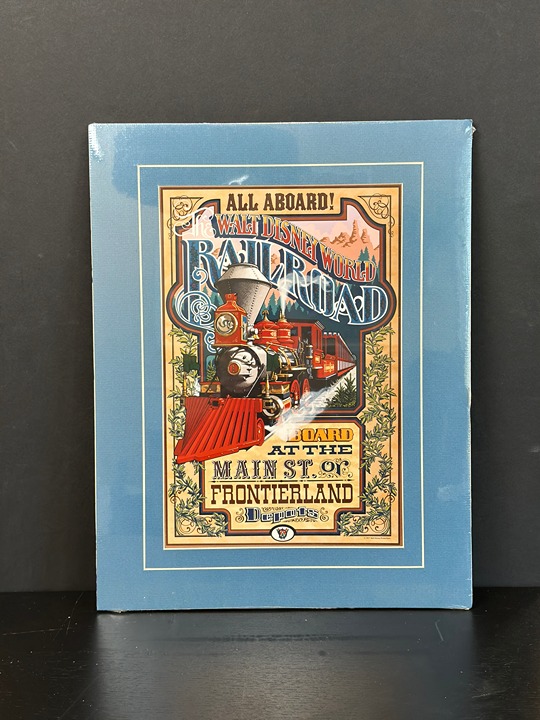 ALL ABOARD!
The WALT DISNEY WORLD
RAILROAD
BOARD
AT THE
MAIN ST. or
FRONTIERLAND
Depots